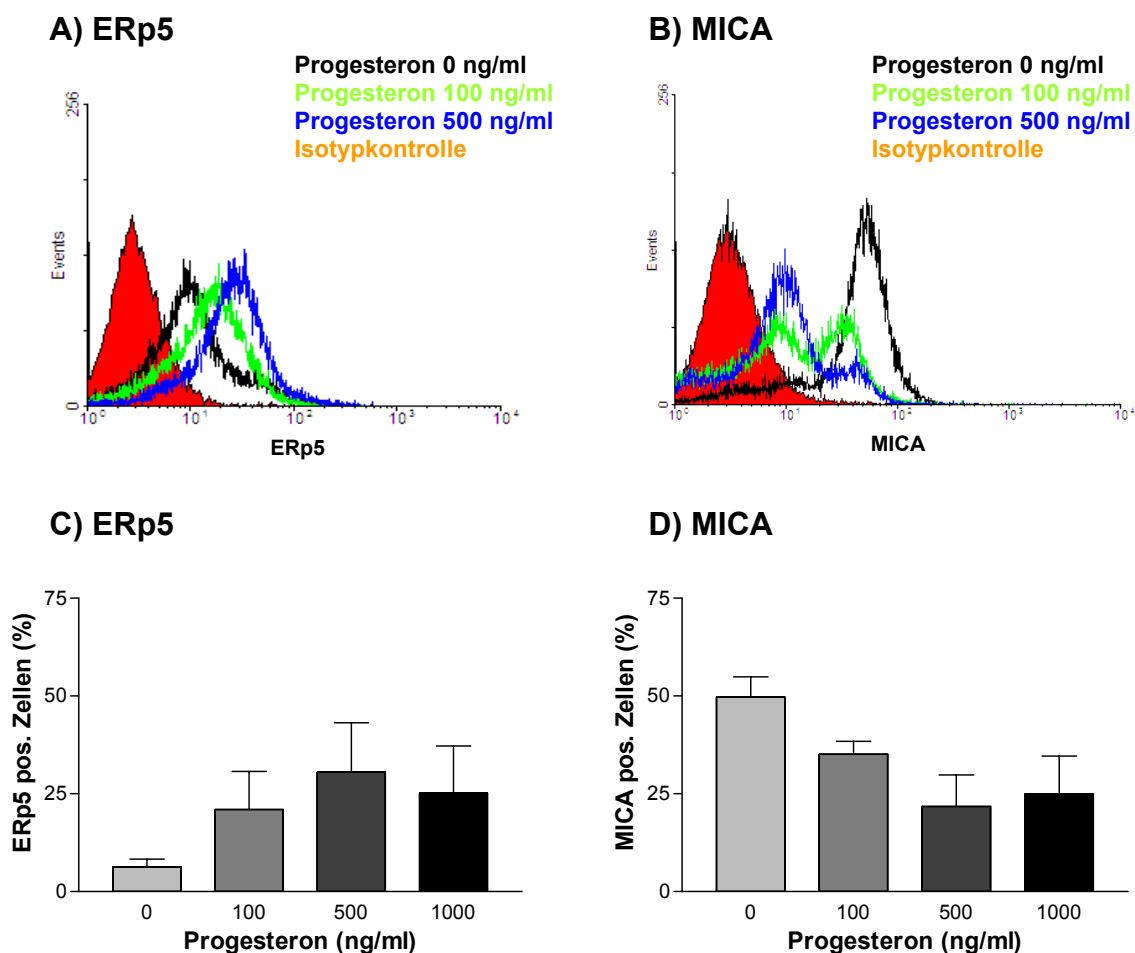 A) ERp5
Progesteron 0 ng/ml
Progesteron 100 ng/ml
Progesteron 500 ng/ml
Isotypkontrolle
256
Events
0
10^0 10^1 10^2 10^3 10^4
ERp5
B) MICA
Progesteron 0 ng/ml
Progesteron 100 ng/ml
Progesteron 500 ng/ml
Isotypkontrolle
256
Events
0
10^0 10^1 10^2 10^3 10^4
MICA
C) ERp5
ERp5 pos. Zellen (%)
75
50
25
0
0 100 500 1000
Progesteron (ng/ml)
D) MICA
MICA pos. Zellen (%)
75
50
25
0
0 100 500 1000
Progesteron (ng/ml)